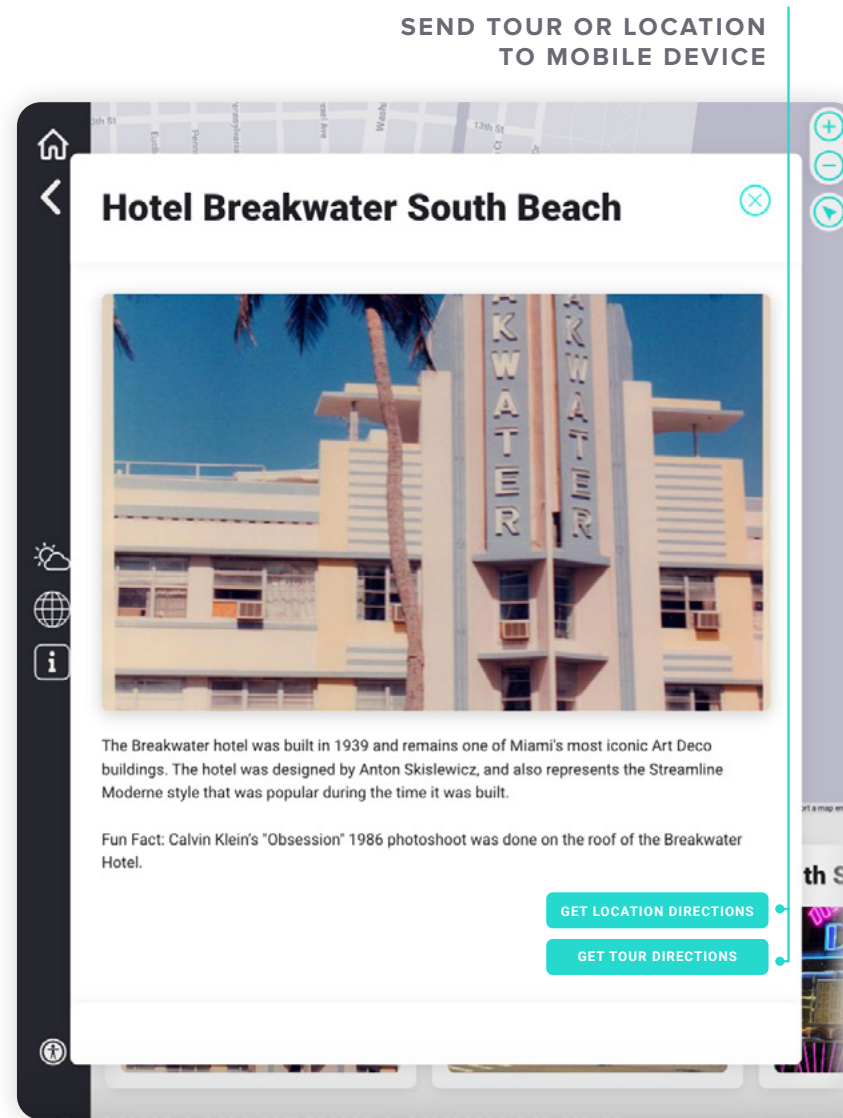 SEND TOUR OR LOCATION
TO MOBILE DEVICE
13th St
Hotel Breakwater South Beach
AKWATER
AKWATER
The Breakwater hotel was built in 1939 and remains one of Miami's most iconic Art Deco
buildings. The hotel was designed by Anton Skislewicz, and also represents the Streamline
Moderne style that was popular during the time it was built.
Fun Fact: Calvin Klein's "Obsession" 1986 photoshoot was done on the roof of the Breakwater
Hotel.
th S
GET LOCATION DIRECTIONS
GET TOUR DIRECTIONS